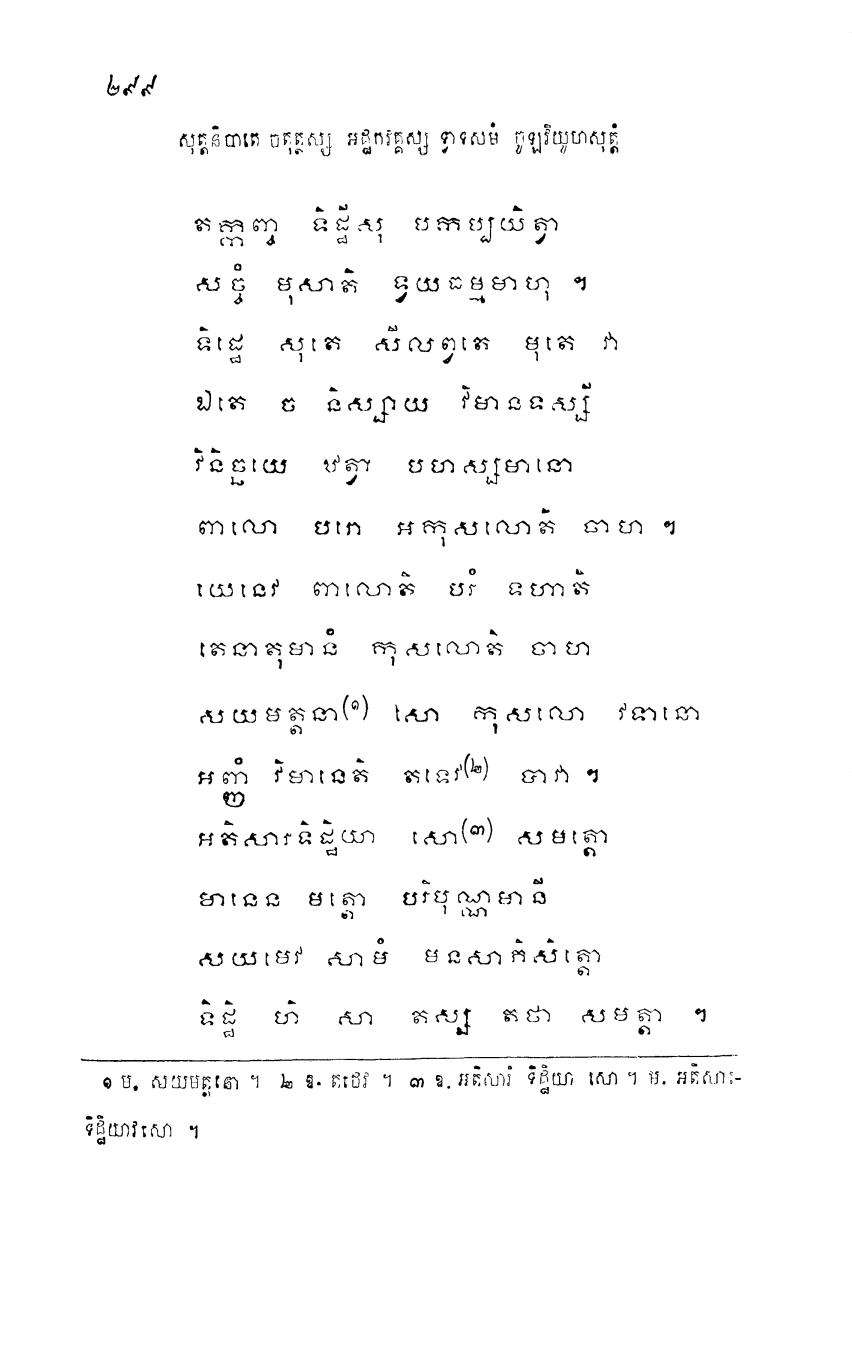 ២៩៩
សុត្តនិបាតេ ចតុត្ថស្ស អដ្ឋកវគ្គស្ស ទ្វាទសមំ ចូឡវិយូហសុត្តំ
តក្កញ្ច ទិដ្ឋីសុ បកប្បយិត្វា
សច្ចំ មុសាតិ ទ្វយធម្មមាហុ ។
ទិដ្ឋេ សុតេ សីលព្វតេ មុតេ វា
ឯតេ ច និស្សាយ វិមានទស្សី
វិនិច្ឆយេ ឋត្វា បហស្សមានោ
ពាលោ បរោ អកុសលោតិ ចាហ ។
យេនេវ ពាលោតិ បរំ ទហាតិ
តេនាតុមានំ កុសលោតិ ចាហ
សយមត្តនា(១) សោ កុសលោ វទានោ
អញ្ញំ វិមានេតិ តទេវ(២) បាវា ។
អតិសារទិដ្ឋិយា សោ(៣) សមត្តោ
មានេន មត្តោ បរិបុណ្ណមានី
សយមេវ សាមំ មនសាភិសិត្តោ
ទិដ្ឋិ ហិ សា តស្ស តថា សមត្តា ។
១ ម. សយមត្តនោ ។ ២ ឱ. តដេវ ។ ៣ ឱ. អតិសារំ ទិដ្ឋិយា សោ ។ ម. អតិសារ-
ទិដ្ឋិយាវសោ ។